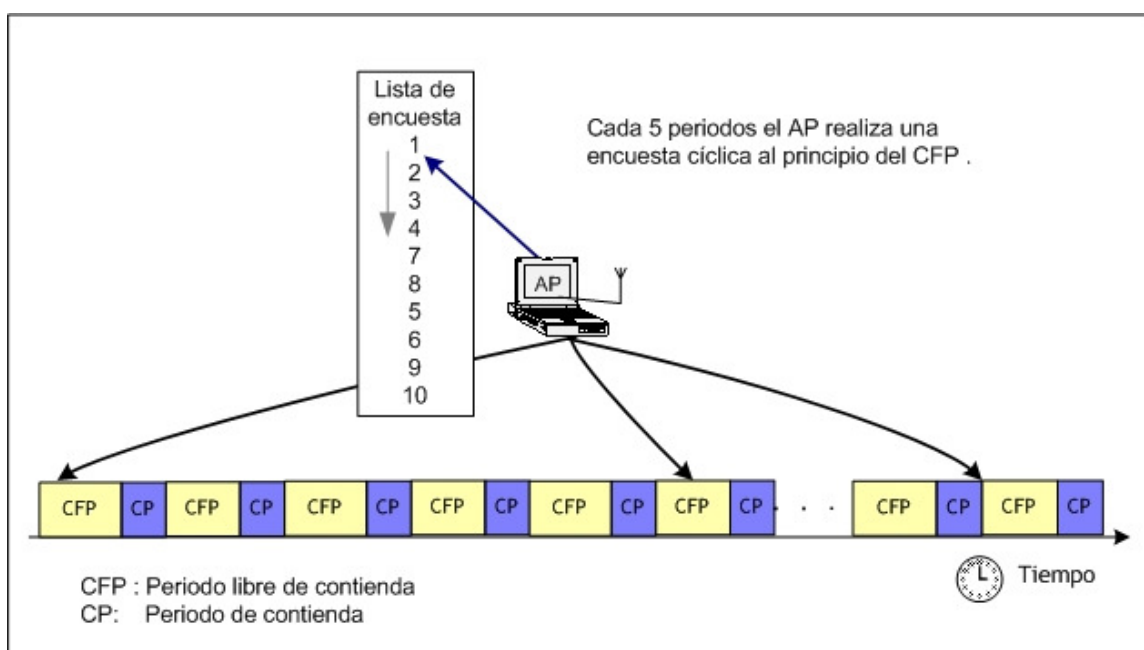 Lista de
encuesta
1
2
3
4
7
8
5
6
9
10
Cada 5 periodos el AP realiza una
encuesta cíclica al principio del CFP .
AP
CFP CP CFP CP CFP CP CFP CP CFP CP CFP CP . . . CFP CP CFP CP
Tiempo
CFP : Periodo libre de contienda
CP: Periodo de contienda